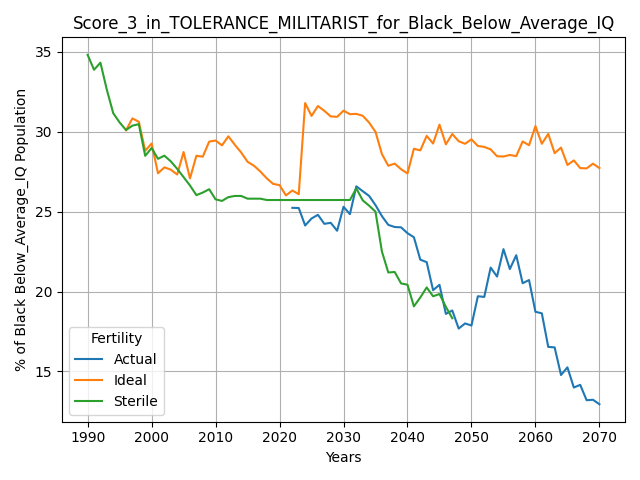 Score_3_in_TOLERANCE_MILITARIST_for_Black_Below_Average_IQ
% of Black Below_Average_IQ Population
35
30
25
20
15
Fertility
Actual
Ideal
Sterile
1990 2000 2010 2020 2030 2040 2050 2060 2070
Years